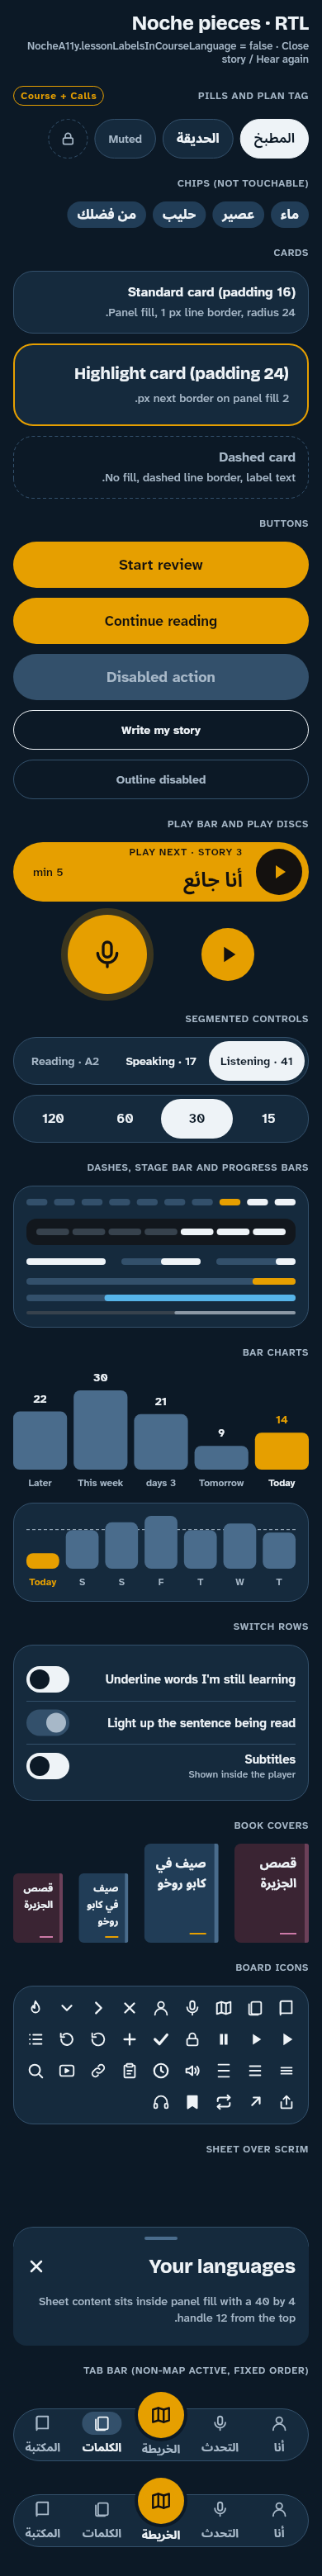 Noche pieces · RTL
NocheA11y.lessonLabelsInCourseLanguage = false · Close
story / Hear again
PILLS AND PLAN TAG
Course + Calls
المطبخ
الحديقة
Muted
CHIPS (NOT TOUCHABLE)
ماء
عصير
حليب
من فضلك
CARDS
Standard card (padding 16)
.Panel fill, 1 px line border, radius 24
Highlight card (padding 24)
.px next border on panel fill 2
Dashed card
.No fill, dashed line border, label text
BUTTONS
Start review
Continue reading
Disabled action
Write my story
Outline disabled
PLAY BAR AND PLAY DISCS
PLAY NEXT · STORY 3
أنا جائع
min 5
SEGMENTED CONTROLS
Listening · 41
Speaking · 17
Reading · A2
15
30
60
120
DASHES, STAGE BAR AND PROGRESS BARS
BAR CHARTS
14
9
21
30
22
Today
Tomorrow
days 3
This week
Later
T
W
T
F
S
S
Today
SWITCH ROWS
Underline words I'm still learning
Light up the sentence being read
Subtitles
Shown inside the player
BOOK COVERS
قصص
الجزيرة
صيف في
كابو روخو
صيف
في كابو
روخو
قصص
الجزيرة
BOARD ICONS
SHEET OVER SCRIM
Your languages
Sheet content sits inside panel fill with a 40 by 4
.handle 12 from the top
TAB BAR (NON-MAP ACTIVE, FIXED ORDER)
أنا
التحدث
الخريطة
الكلمات
المكتبة
أنا
التحدث
الخريطة
الكلمات
المكتبة